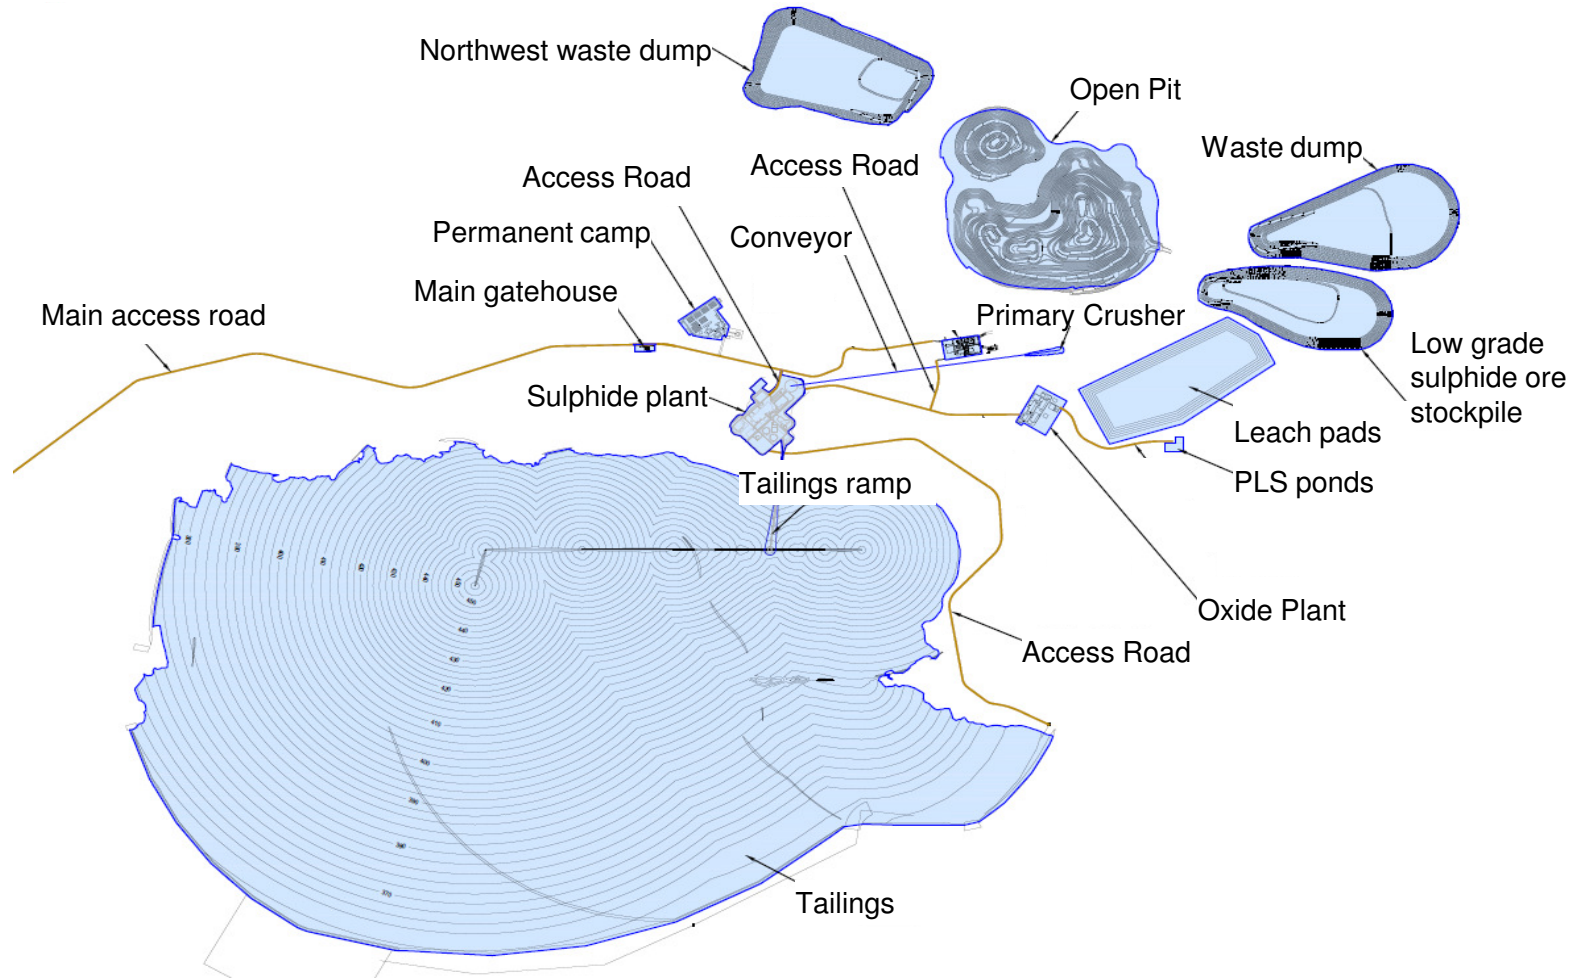 Northwest waste dump
Open Pit
Waste dump
Access Road
Access Road
Permanent camp
Conveyor
Main gatehouse
Main access road
Primary Crusher
Low grade
sulphide ore
stockpile
Sulphide plant
Leach pads
PLS ponds
Tailings ramp
Oxide Plant
Access Road
Tailings